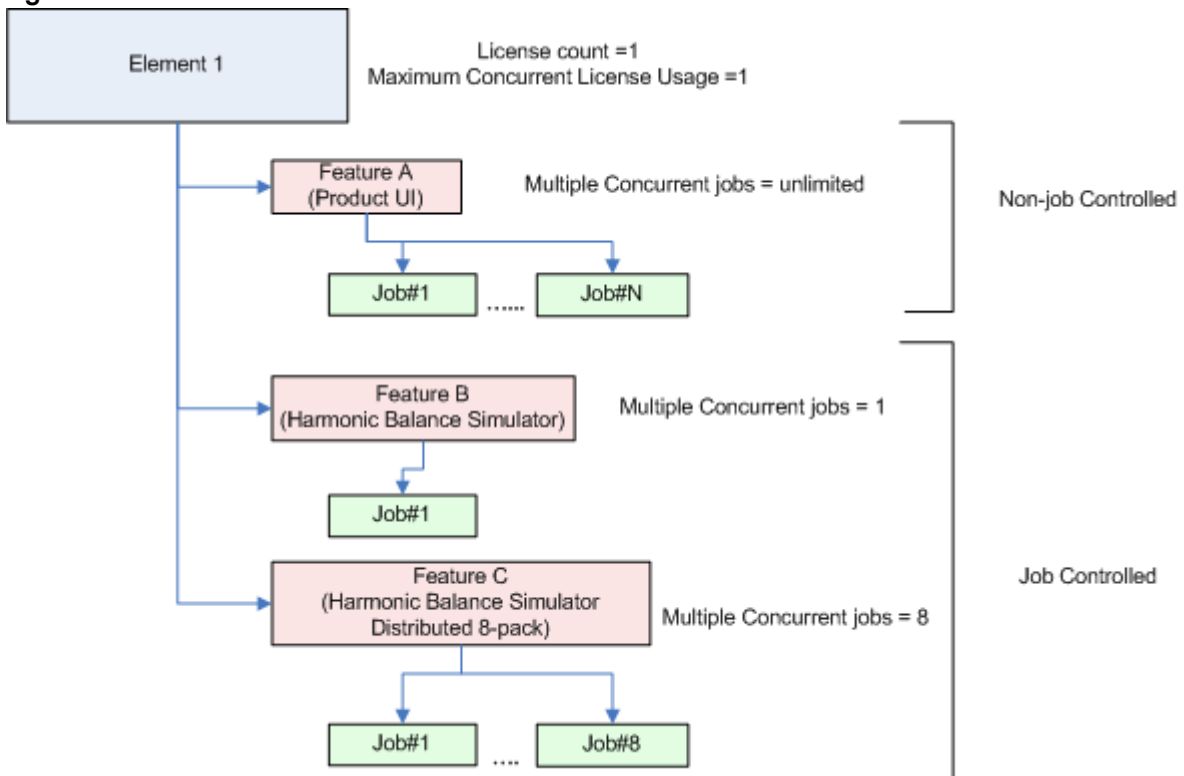 Element 1
License count =1
Maximum Concurrent License Usage =1
Feature A
(Product UI)
Multiple Concurrent jobs = unlimited
Non-job Controlled
Job#1
......
Job#N
Feature B
(Harmonic Balance Simulator)
Multiple Concurrent jobs = 1
Job#1
Feature C
(Harmonic Balance Simulator
Distributed 8-pack)
Multiple Concurrent jobs = 8
Job Controlled
Job#1
....
Job#8